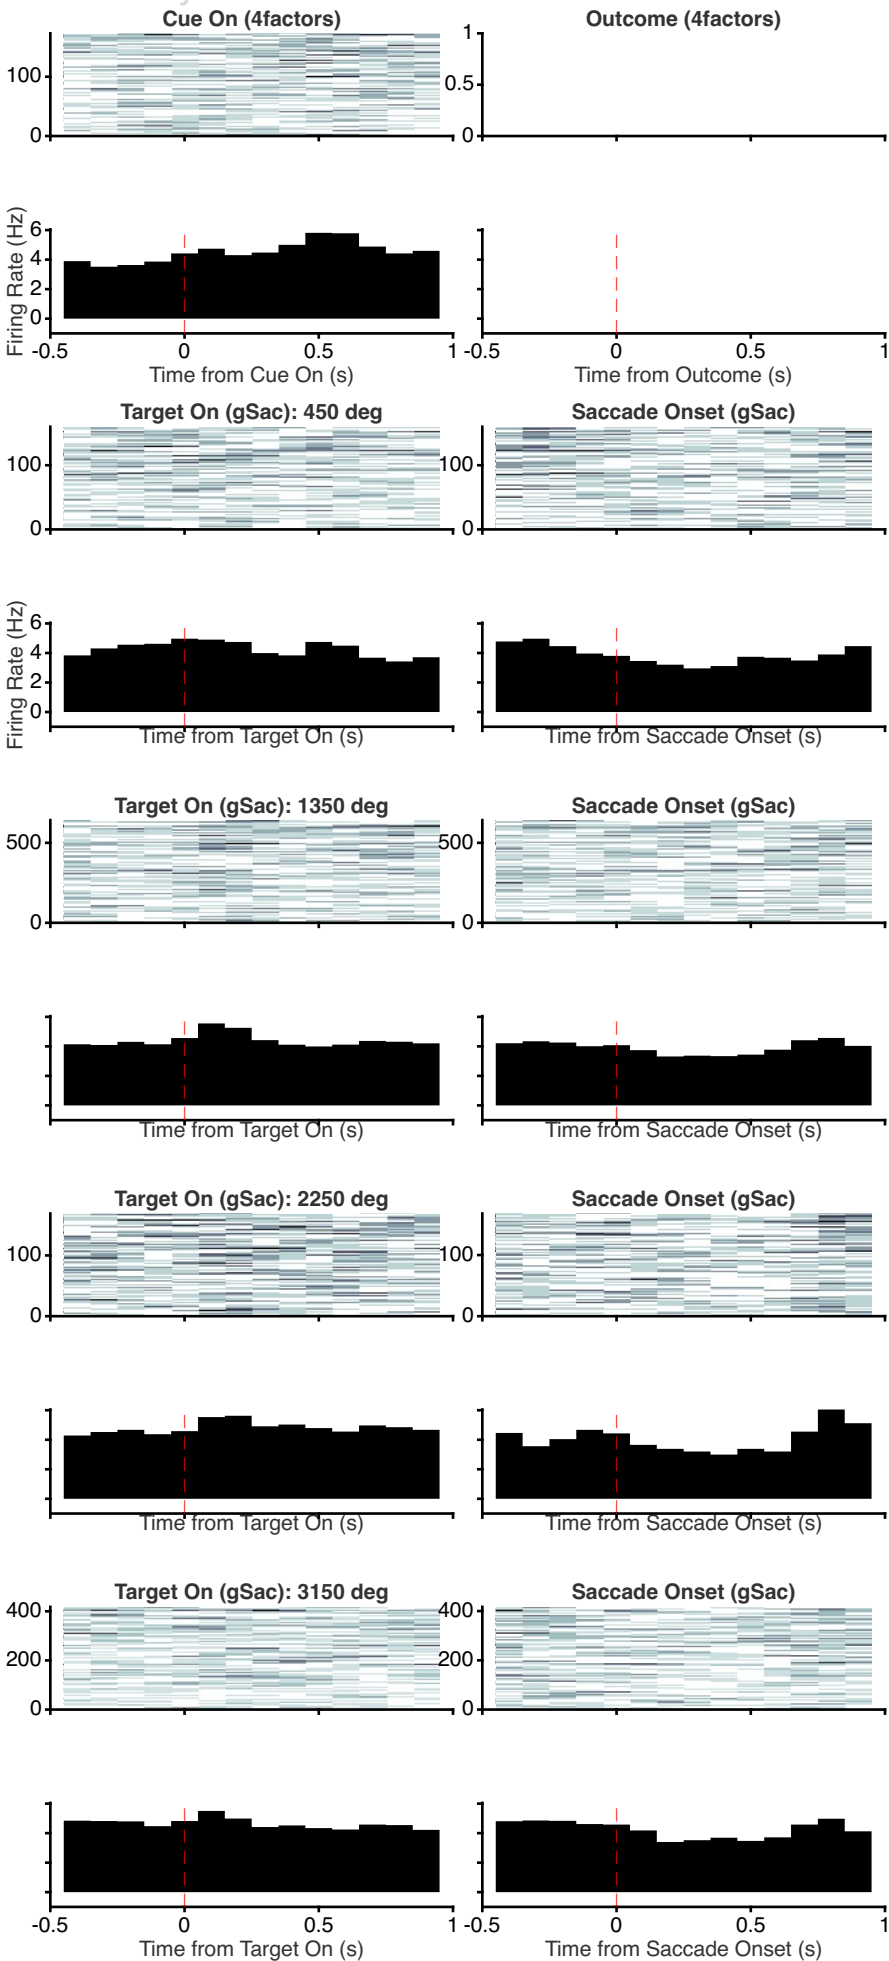 Cue On (4factors)
Outcome (4factors)
100
0
1
0.5
0
Firing Rate (Hz)
6
4
2
0
-0.5
0
0.5
1
Time from Cue On (s)
-0.5
0
0.5
1
Time from Outcome (s)
Target On (gSac): 450 deg
Saccade Onset (gSac)
100
0
100
0
Firing Rate (Hz)
6
4
2
0
Time from Target On (s)
Time from Saccade Onset (s)
Target On (gSac): 1350 deg
Saccade Onset (gSac)
500
0
500
0
Time from Target On (s)
Time from Saccade Onset (s)
Target On (gSac): 2250 deg
Saccade Onset (gSac)
100
0
100
0
Time from Target On (s)
Time from Saccade Onset (s)
Target On (gSac): 3150 deg
Saccade Onset (gSac)
400
200
0
400
200
0
-0.5
0
0.5
1
Time from Target On (s)
-0.5
0
0.5
1
Time from Saccade Onset (s)